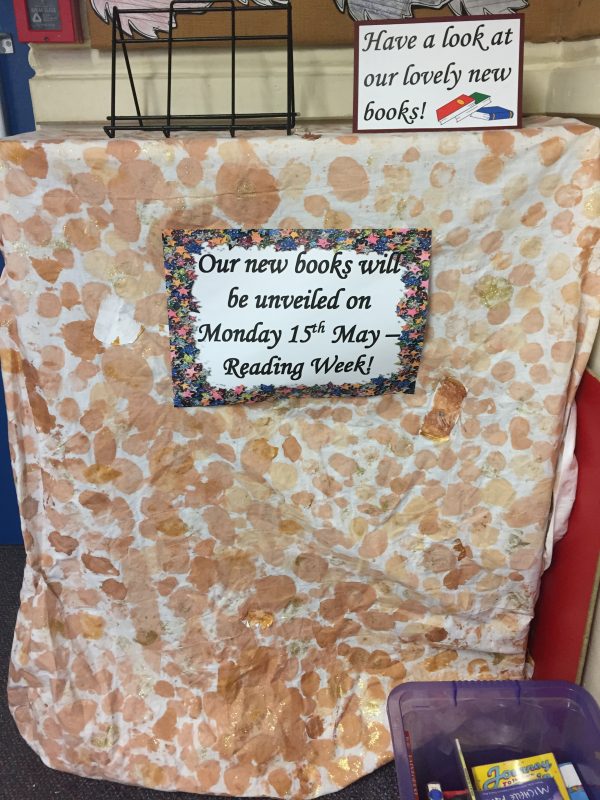 Have a look at
our lovely new
books!
Our new books will
be unveiled on
Monday 15th May –
Reading Week!
Journey